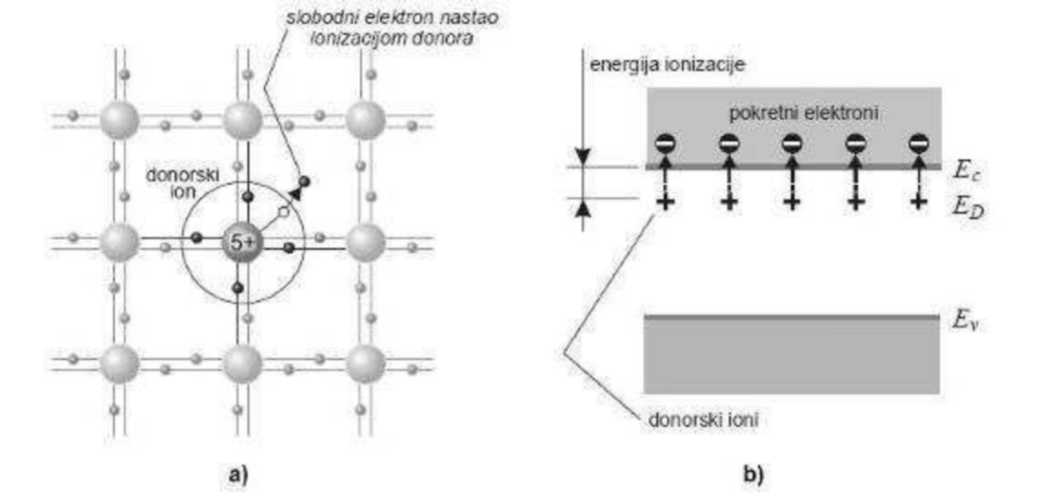 slobodni elektron nastao
ionizacijom donora
donorski
ion
5+
a)
energija ionizacije
pokretni elektroni
E_c
E_D
E_v
donorski ioni
b)